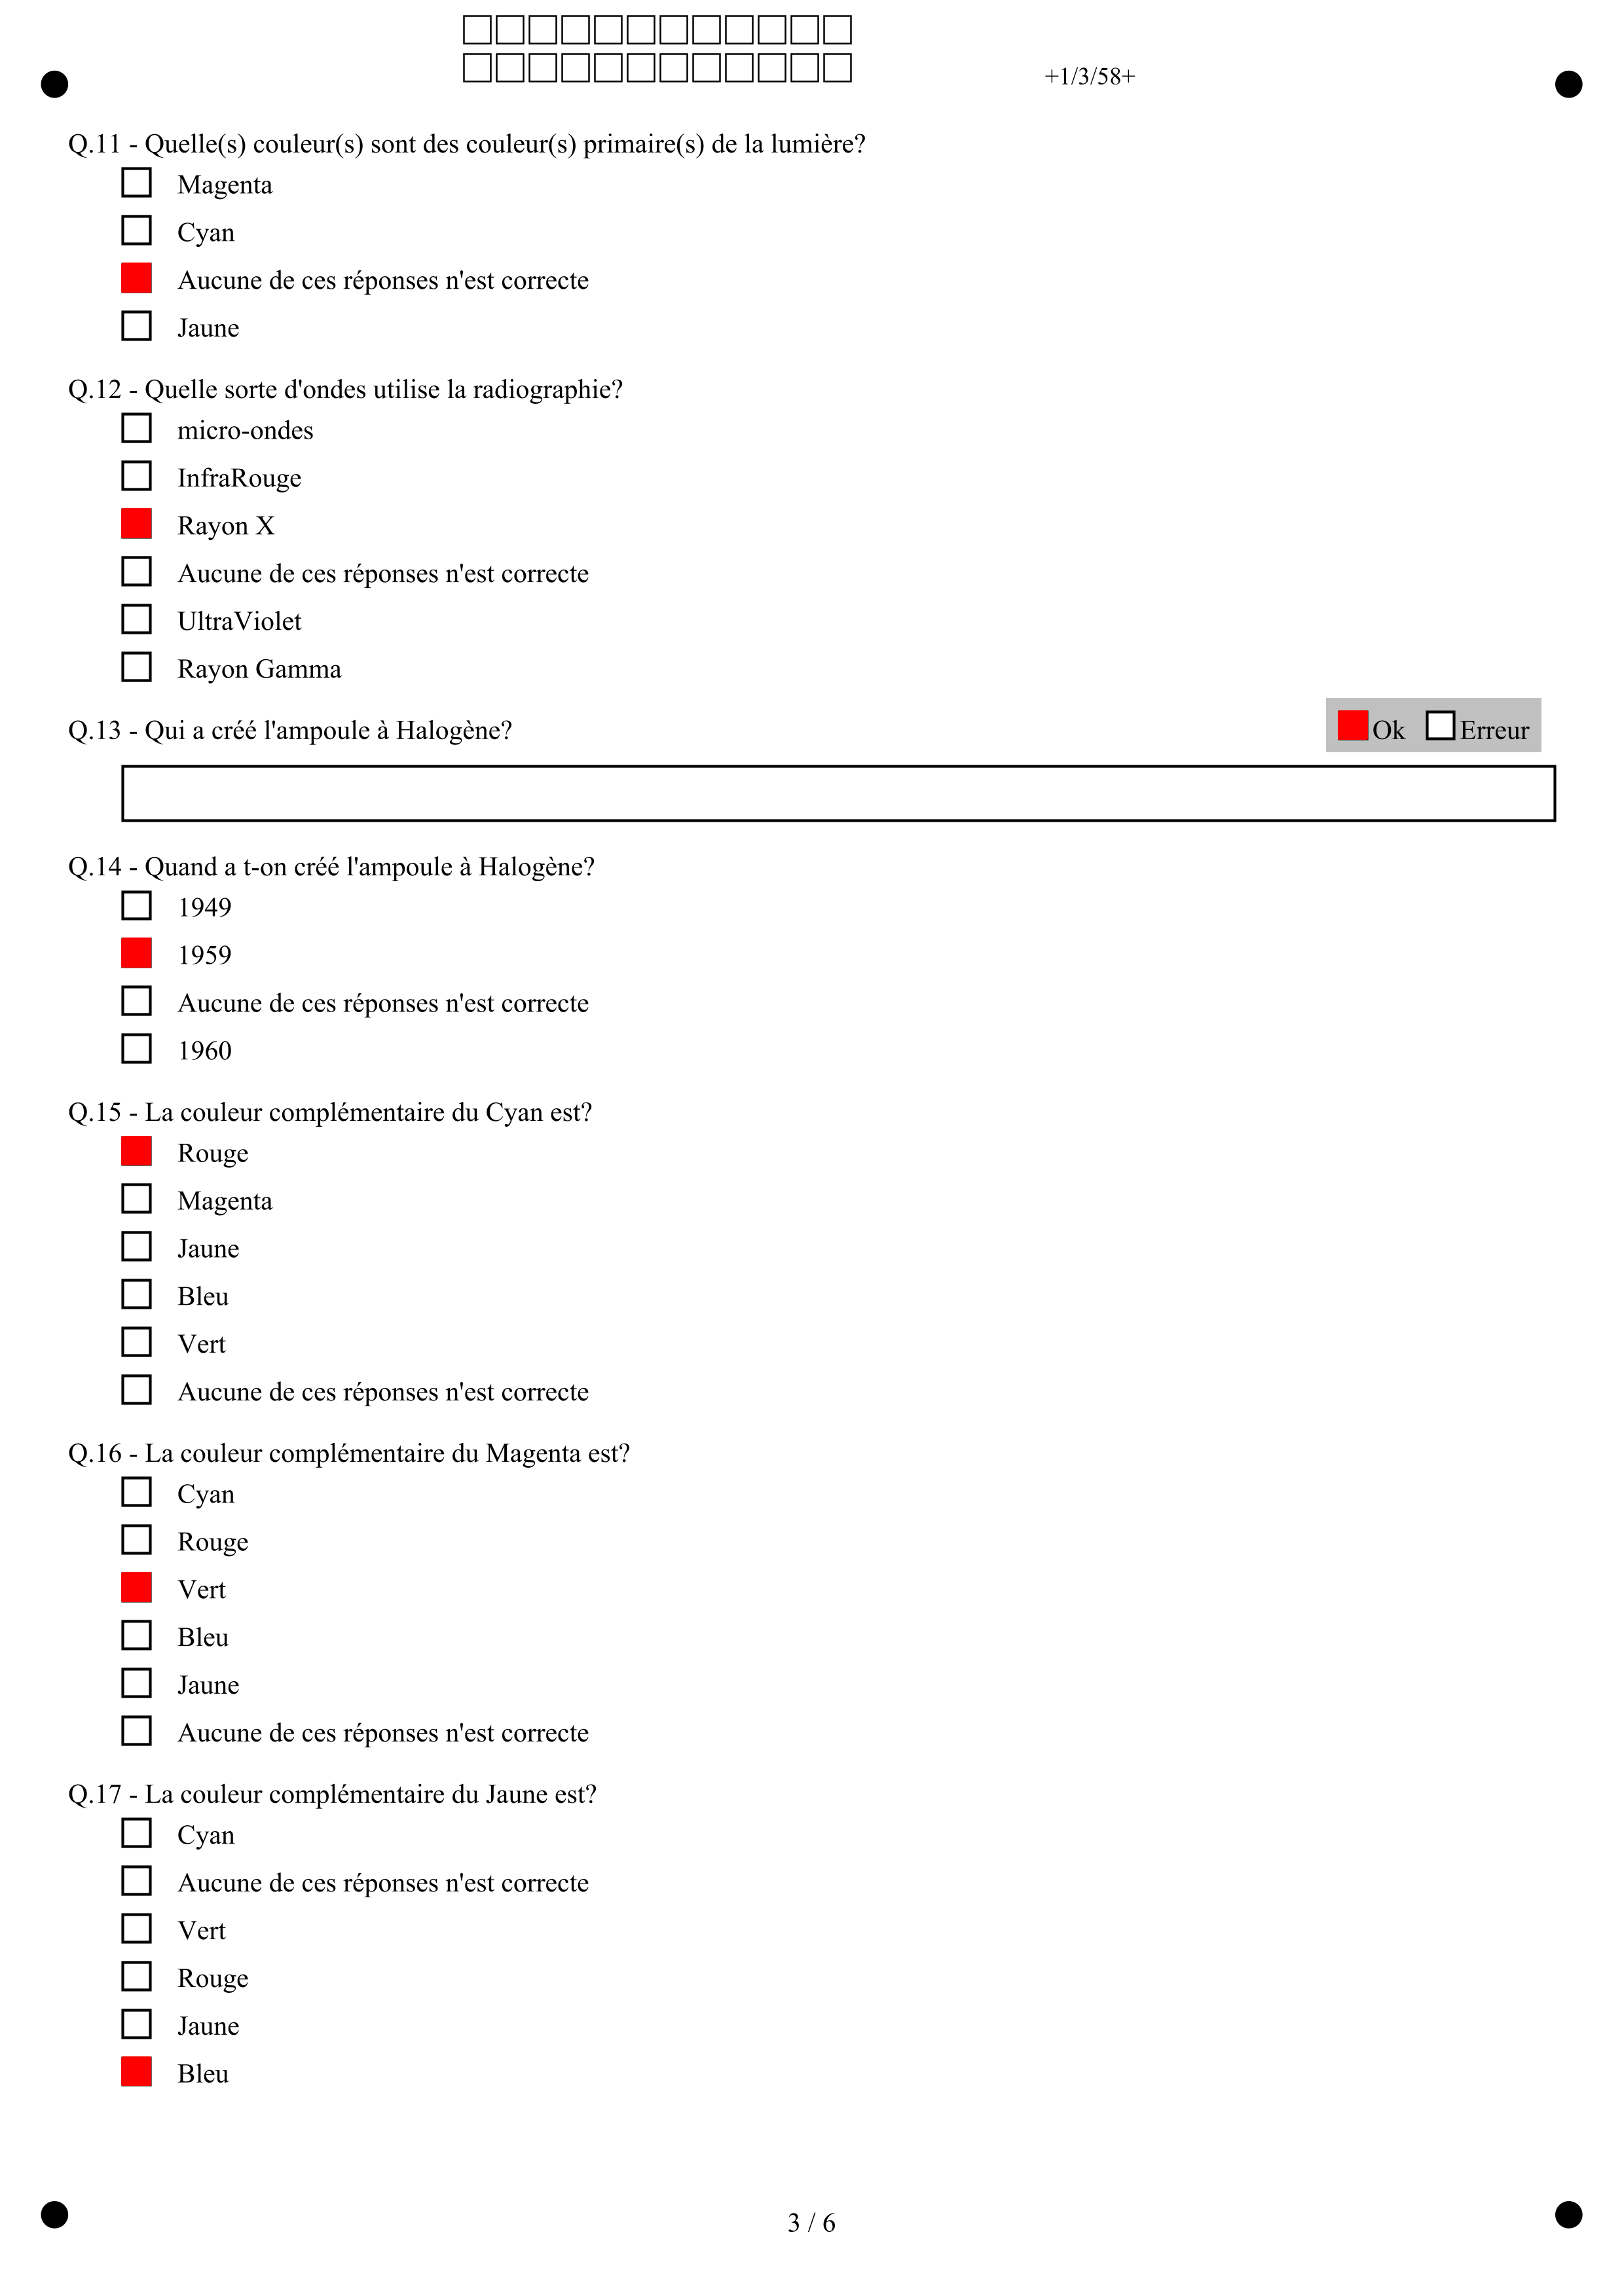 +1/3/58+
Q.11 - Quelle(s) couleur(s) sont des couleur(s) primaire(s) de la lumière?
Magenta
Cyan
Aucune de ces réponses n'est correcte
Jaune
Q.12 - Quelle sorte d'ondes utilise la radiographie?
micro-ondes
InfraRouge
Rayon X
Aucune de ces réponses n'est correcte
UltraViolet
Rayon Gamma
Q.13 - Qui a créé l'ampoule à Halogène?
Ok Erreur
Q.14 - Quand a t-on créé l'ampoule à Halogène?
1949
1959
Aucune de ces réponses n'est correcte
1960
Q.15 - La couleur complémentaire du Cyan est?
Rouge
Magenta
Jaune
Bleu
Vert
Aucune de ces réponses n'est correcte
Q.16 - La couleur complémentaire du Magenta est?
Cyan
Rouge
Vert
Bleu
Jaune
Aucune de ces réponses n'est correcte
Q.17 - La couleur complémentaire du Jaune est?
Cyan
Aucune de ces réponses n'est correcte
Vert
Rouge
Jaune
Bleu
3 / 6